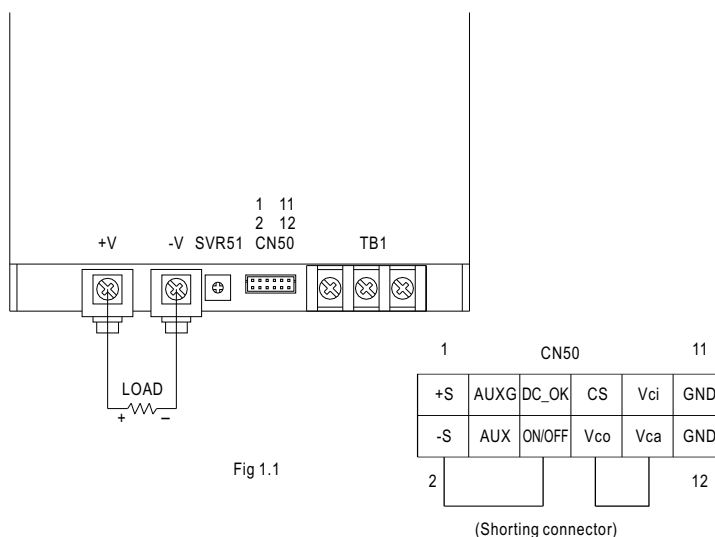 1 11
2 12
+V -V SVR51 CN50 TB1
LOAD
+ –
Fig 1.1
1 CN50 11
+S AUXG DC_OK CS Vci GND
-S AUX ON/OFF Vco Vca GND
2 12
(Shorting connector)